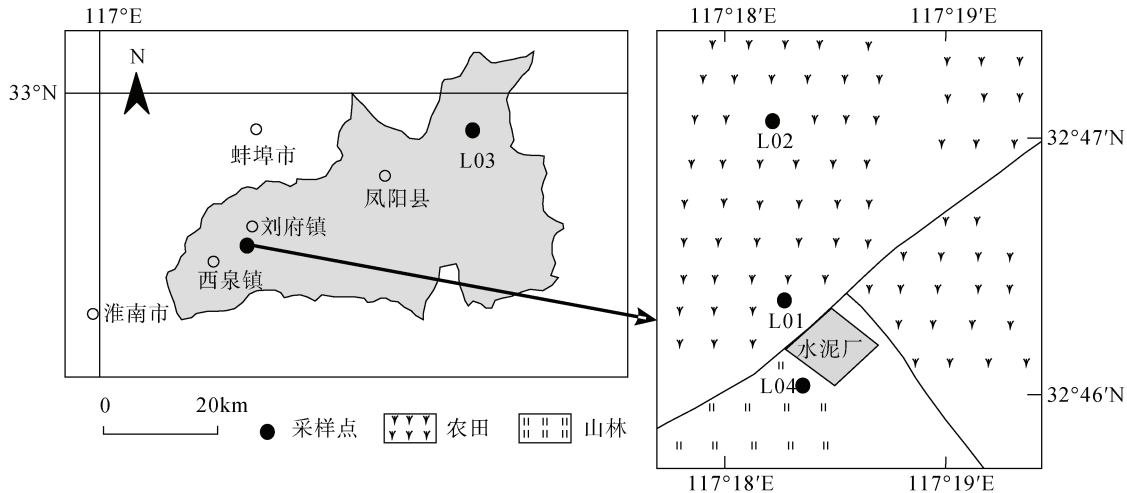 117°E
117°18′E
117°19′E
N
33°N
蚌埠市
L03
凤阳县
刘府镇
西泉镇
淮南市
L02
32°47′N
L01
水泥厂
L04
32°46′N
0
20km
采样点
农田
山林
117°18′E
117°19′E